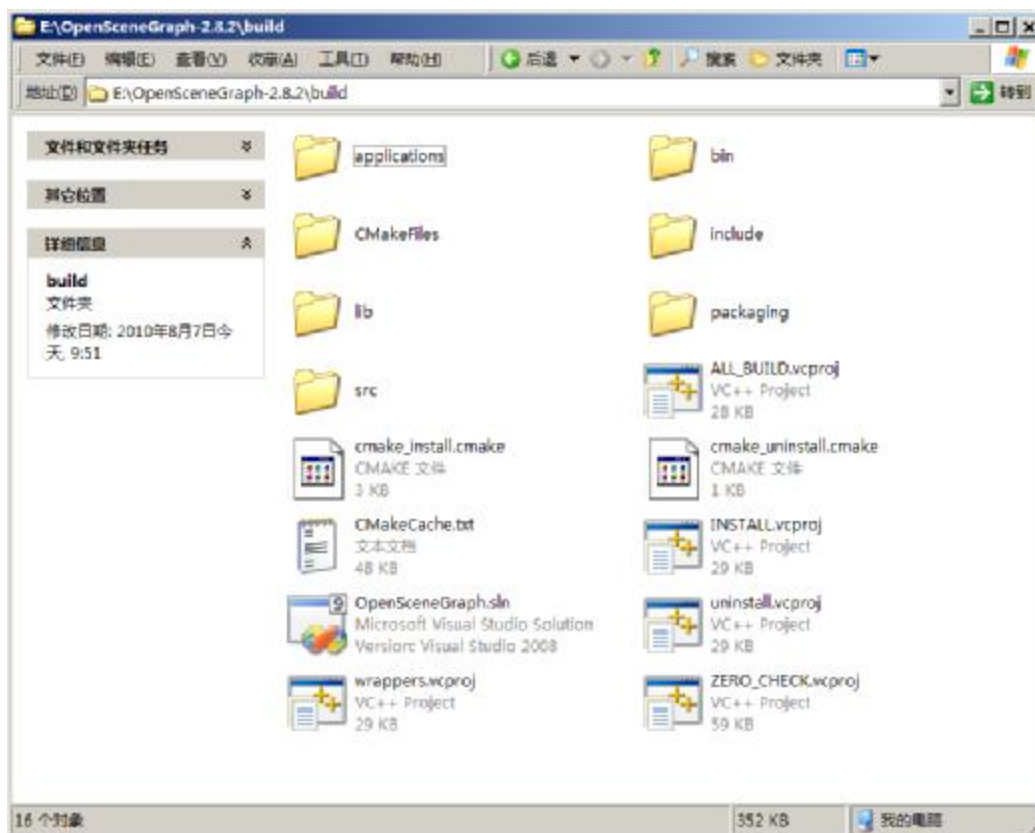 E:\OpenSceneGraph-2.8.2\build
文件(F) 编辑(E) 查看(V) 收藏(A) 工具(T) 帮助(H) 后退 搜索 文件夹
地址(D) E:\OpenSceneGraph-2.8.2\build 转到
文件和文件夹任务
其它位置
详细信息
build
文件夹
修改日期: 2010年8月7日今
天, 9:51
applications
bin
CMakeFiles
include
lib
packaging
src
ALL_BUILD.vcproj
VC++ Project
28 KB
cmake_install.cmake
CMAKE 文件
3 KB
cmake_uninstall.cmake
CMAKE 文件
1 KB
CMakeCache.txt
文本文档
48 KB
INSTALL.vcproj
VC++ Project
29 KB
9
OpenSceneGraph.sln
Microsoft Visual Studio Solution
Version: Visual Studio 2008
uninstall.vcproj
VC++ Project
29 KB
wrappers.vcproj
VC++ Project
29 KB
ZERO_CHECK.vcproj
VC++ Project
59 KB
16 个对象 352 KB 我的电脑